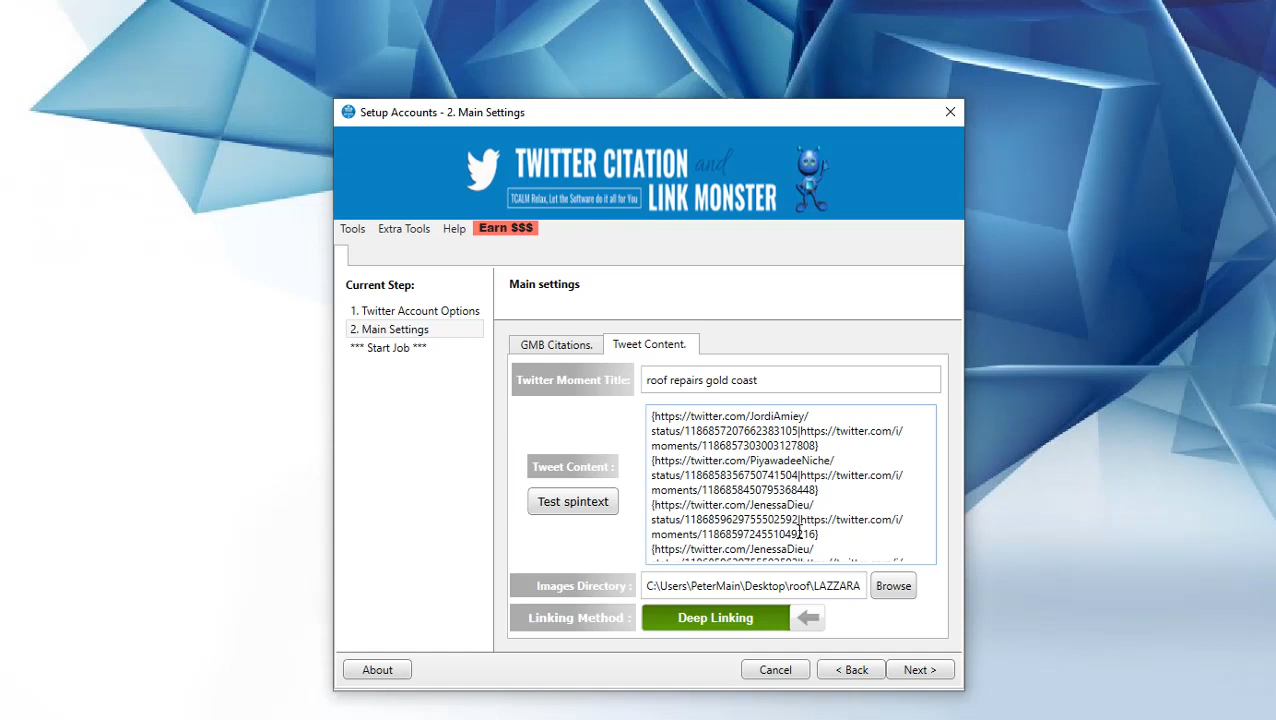 Setup Accounts - 2. Main Settings
TWITTER CITATION and
LINK MONSTER
TCALM Relax, Let the Software do it all for You
Tools Extra Tools Help Earn $$$
Current Step:
1. Twitter Account Options
2. Main Settings
*** Start Job ***
Main settings
GMB Citations. Tweet Content.
Twitter Moment Title: roof repairs gold coast
{https://twitter.com/JordiAmiey/
status/1186857207662383105|https://twitter.com/i/
moments/1186857303003127808}
{https://twitter.com/PiyawadeeNiche/
status/1186858356750741504|https://twitter.com/i/
moments/1186858450795368448}
{https://twitter.com/JenessaDieu/
status/1186859629755502592|https://twitter.com/i/
moments/1186859724551049216}
{https://twitter.com/JenessaDieu/
Tweet Content :
Test spintext
Images Directory : C:\Users\PeterMain\Desktop\roof\LAZZARA Browse
Linking Method : Deep Linking
About Cancel < Back Next >